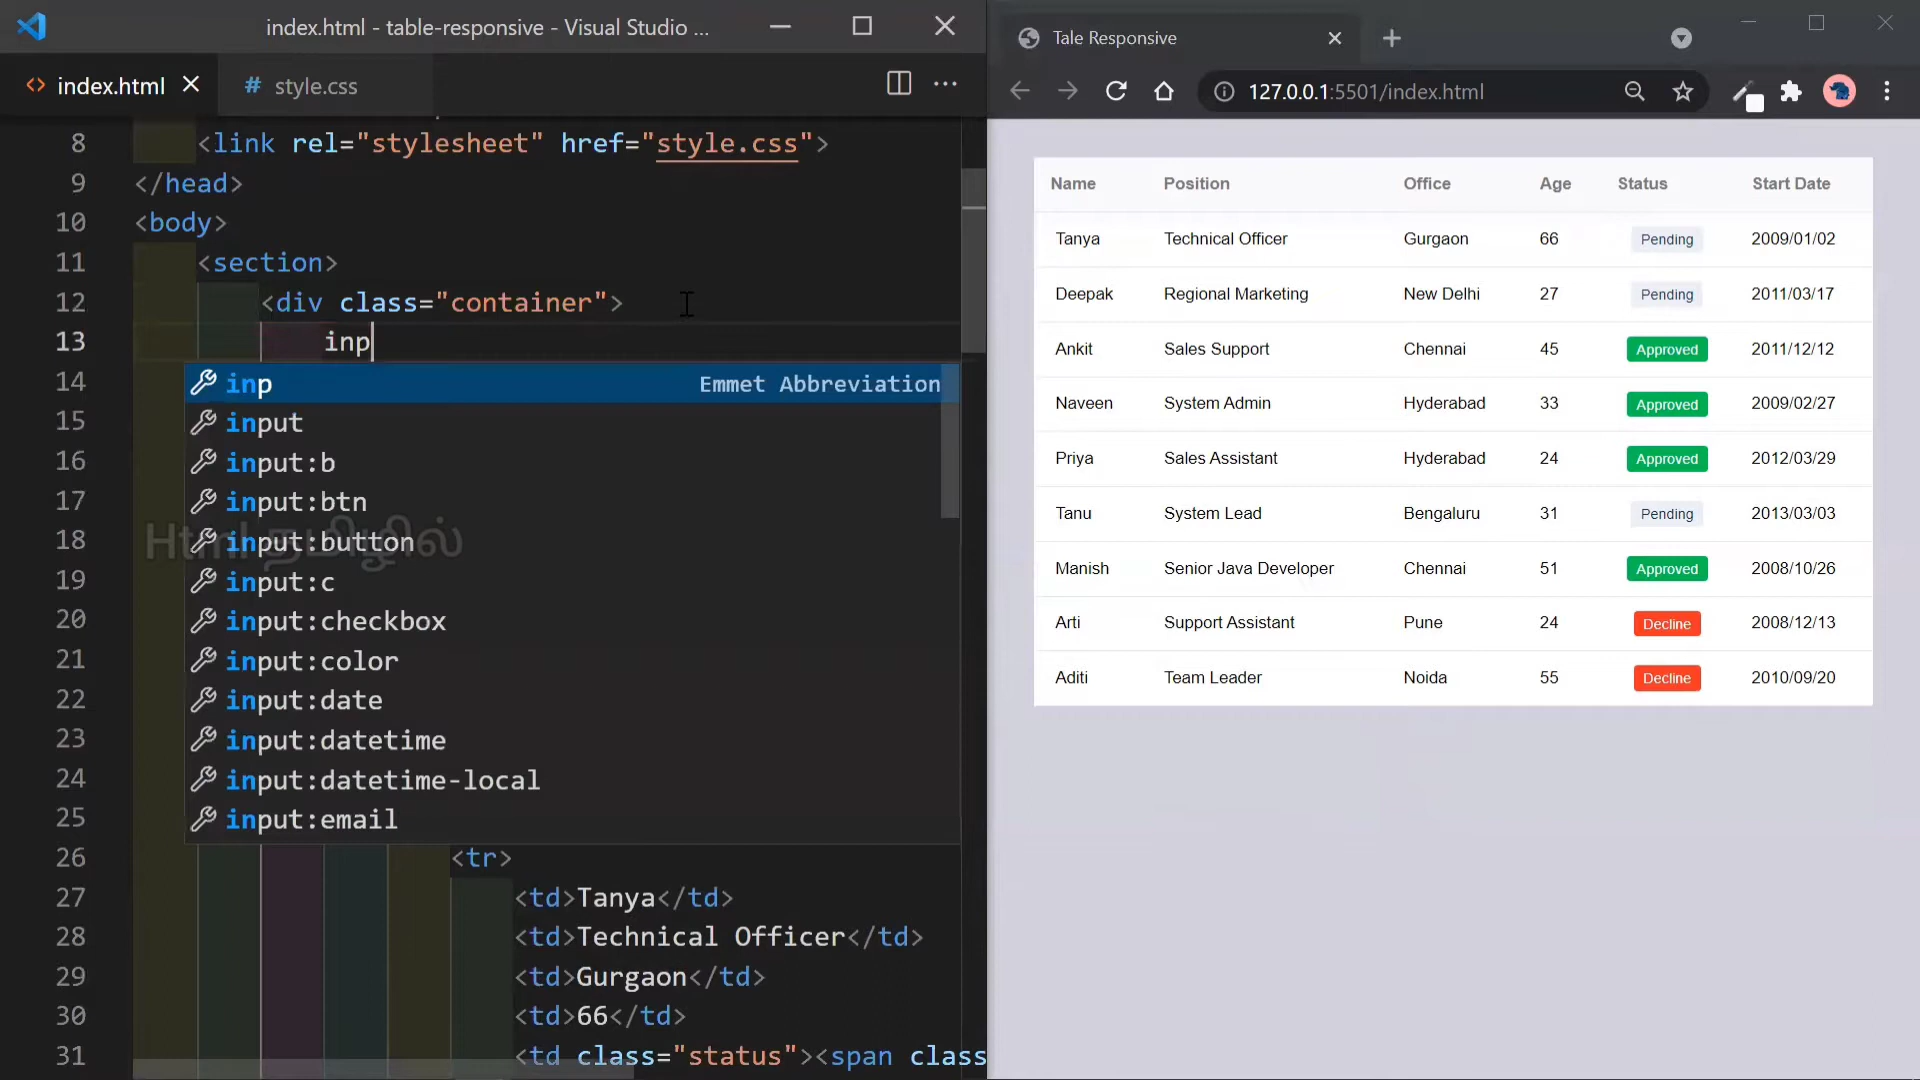 index.html - table-responsive - Visual Studio ...
index.html
# style.css
8 <link rel="stylesheet" href="style.css">
9 </head>
10 <body>
11 <section>
12 <div class="container">
13 inp
14
15
16
17
18
19
20
21
22
23
24
25
inp Emmet Abbreviation
input
input:b
input:btn
input:button
input:c
input:checkbox
input:color
input:date
input:datetime
input:datetime-local
input:email
Html தமிழில்
26 <tr>
27 <td>Tanya</td>
28 <td>Technical Officer</td>
29 <td>Gurgaon</td>
30 <td>66</td>
31 <td class="status"><span class
Tale Responsive
127.0.0.1:5501/index.html
Name Position Office Age Status Start Date
Tanya Technical Officer Gurgaon 66 Pending 2009/01/02
Deepak Regional Marketing New Delhi 27 Pending 2011/03/17
Ankit Sales Support Chennai 45 Approved 2011/12/12
Naveen System Admin Hyderabad 33 Approved 2009/02/27
Priya Sales Assistant Hyderabad 24 Approved 2012/03/29
Tanu System Lead Bengaluru 31 Pending 2013/03/03
Manish Senior Java Developer Chennai 51 Approved 2008/10/26
Arti Support Assistant Pune 24 Decline 2008/12/13
Aditi Team Leader Noida 55 Decline 2010/09/20